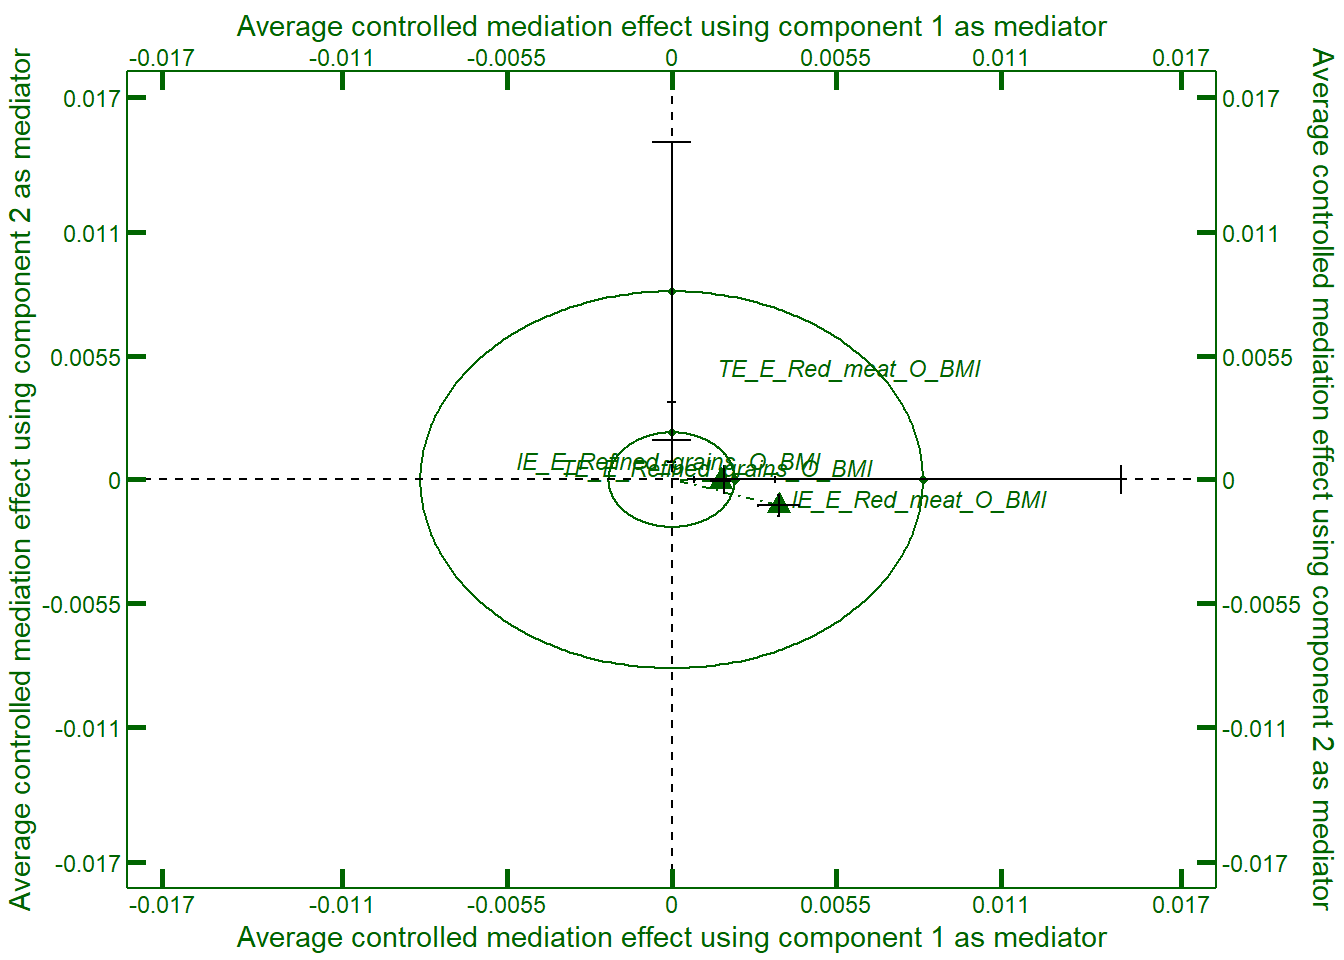 Average controlled mediation effect using component 1 as mediator
-0.017 -0.011 -0.0055 0 0.0055 0.011 0.017
Average controlled mediation effect using component 2 as mediator
0.017
0.011
0.0055
0
-0.0055
-0.011
-0.017
TE_E_Red_meat_O_BMI
IE_E_Refined_grains_O_BMI
TE_E_Refined_grains_O_BMI
IE_E_Red_meat_O_BMI
0.017
0.011
0.0055
0
-0.0055
-0.011
-0.017
Average controlled mediation effect using component 2 as mediator
-0.017 -0.011 -0.0055 0 0.0055 0.011 0.017
Average controlled mediation effect using component 1 as mediator